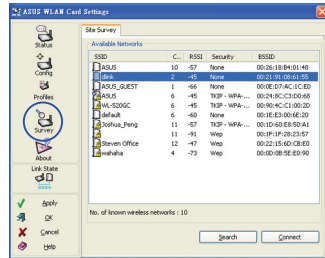 ASUS WLAN Card Settings
Status
Config
Profiles
Survey
About
Link State
Apply
OK
Cancel
Help
Site Survey
Available Networks
SSID C... RSSI Security BSSID
ASUS 10 -57 None 00:26:18:B4:01:48
dlink 2 -45 None 00:21:91:08:61:55
ASUS_GUEST 1 -66 None 00:0E:D7:AC:1C:E0
ASUS 6 -45 TKIP - WPA-... 00:24:8C:C3:D0:68
WL-520GC 6 -45 TKIP - WPA-... 00:90:4C:C1:00:2D
default 6 -60 None 00:1E:E3:00:6E:20
Joshua_Peng 11 -57 TKIP - WPA-... 00:1D:60:E8:50:A1
11 -91 Wep 00:1F:1F:28:23:57
Steven Office 12 -47 Wep 00:22:15:6D:CB:E0
wahaha 4 -73 Wep 00:0D:0B:5E:E0:90
No. of known wireless networks : 10
Search
Connect